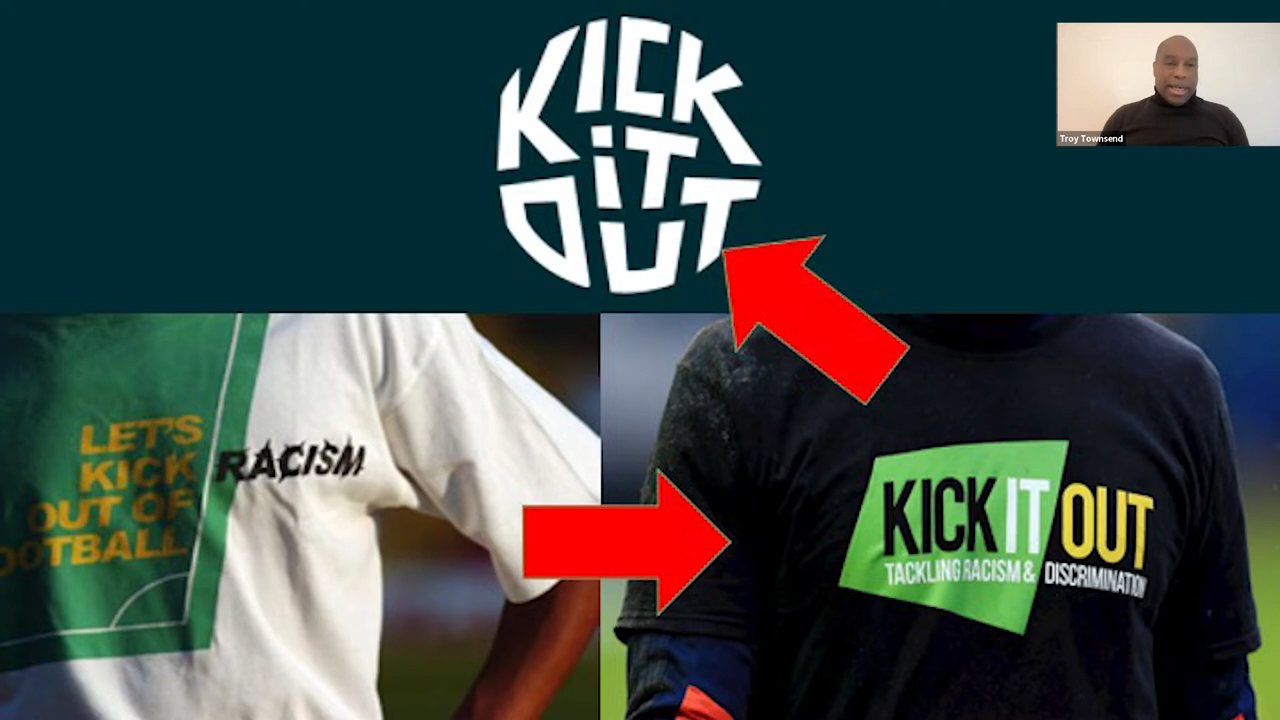 KICK
iT
OUT
Troy Townsend
LET'S
KICK
OUT OF
OOTBALL
RACISM
KICK IT OUT
TACKLING RACISM & DISCRIMINATION